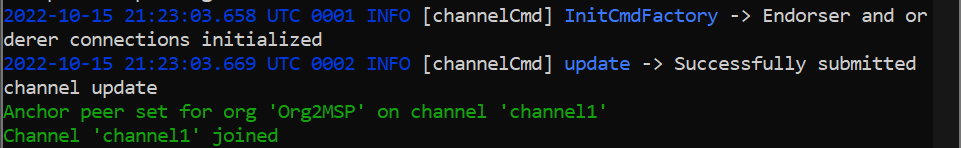 2022-10-15 21:23:03.658 UTC 0001 INFO [channelCmd] InitCmdFactory -> Endorser and or
derer connections initialized
2022-10-15 21:23:03.669 UTC 0002 INFO [channelCmd] update -> Successfully submitted
channel update
Anchor peer set for org 'Org2MSP' on channel 'channel1'
Channel 'channel1' joined